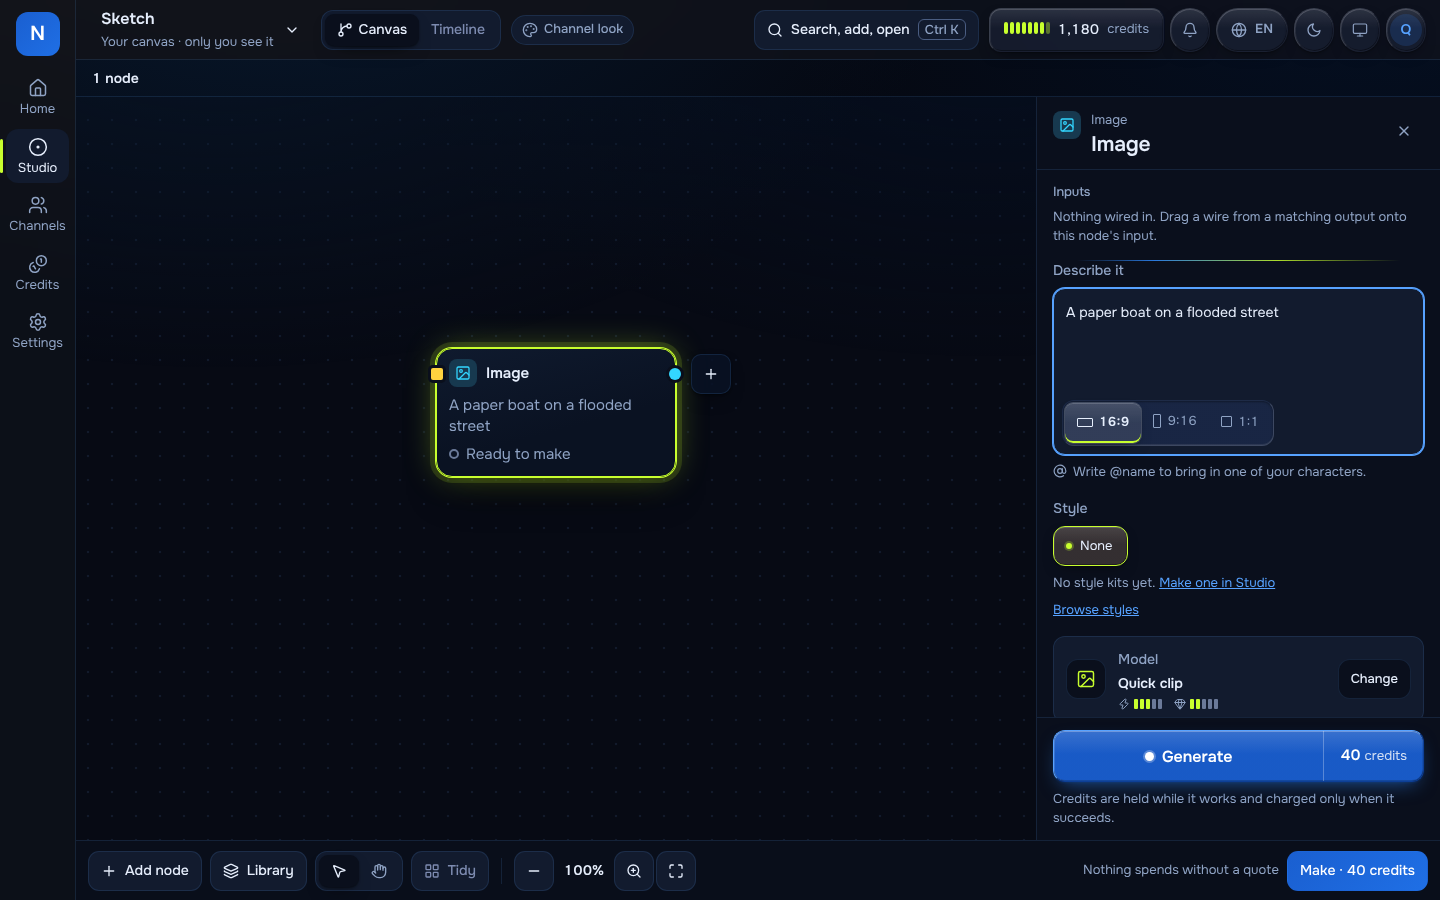 N
Home
Studio
Channels
Credits
Settings
Sketch
Your canvas · only you see it
Canvas
Timeline
Channel look
Search, add, open
Ctrl K
1,180 credits
EN
Q
1 node
Image
A paper boat on a flooded
street
Ready to make
Image
Image
Inputs
Nothing wired in. Drag a wire from a matching output onto
this node's input.
Describe it
A paper boat on a flooded street
16:9
9:16
1:1
@ Write @name to bring in one of your characters.
Style
None
No style kits yet. Make one in Studio
Browse styles
Model
Quick clip
Change
Generate
40 credits
Credits are held while it works and charged only when it
succeeds.
Add node
Library
Tidy
100%
Nothing spends without a quote
Make · 40 credits